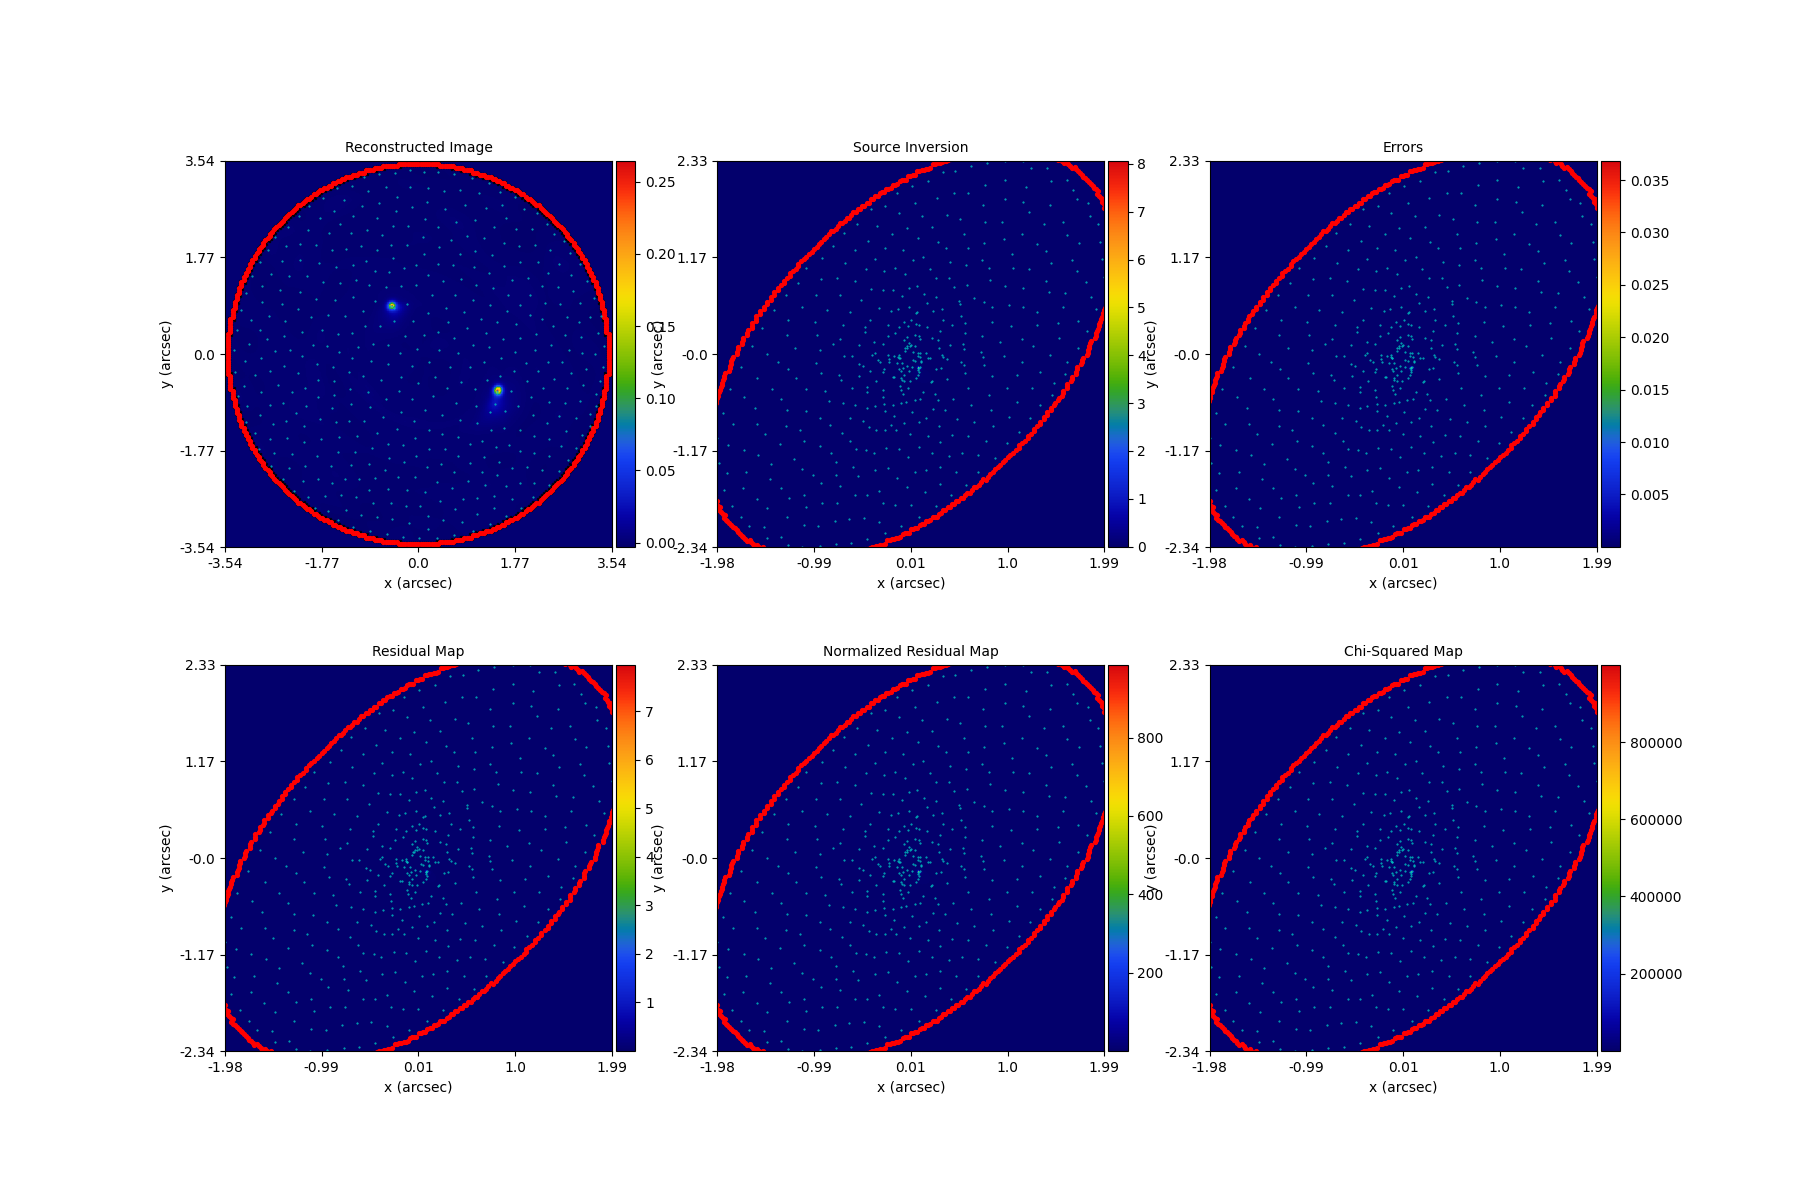 Reconstructed Image
3.54
1.77
0.0
-1.77
-3.54
y (arcsec)
-3.54 -1.77 0.0 1.77 3.54
x (arcsec)
0.25
0.20
0.15
0.10
0.05
0.00
Source Inversion
2.33
1.17
-0.0
-1.17
-2.34
y (arcsec)
-1.98 -0.99 0.01 1.0 1.99
x (arcsec)
8
7
6
5
4
3
2
1
0
Errors
2.33
1.17
-0.0
-1.17
-2.34
y (arcsec)
-1.98 -0.99 0.01 1.0 1.99
x (arcsec)
0.035
0.030
0.025
0.020
0.015
0.010
0.005
Residual Map
2.33
1.17
-0.0
-1.17
-2.34
y (arcsec)
-1.98 -0.99 0.01 1.0 1.99
x (arcsec)
7
6
5
4
3
2
1
Normalized Residual Map
2.33
1.17
-0.0
-1.17
-2.34
y (arcsec)
-1.98 -0.99 0.01 1.0 1.99
x (arcsec)
800
600
400
200
Chi-Squared Map
2.33
1.17
-0.0
-1.17
-2.34
y (arcsec)
-1.98 -0.99 0.01 1.0 1.99
x (arcsec)
800000
600000
400000
200000